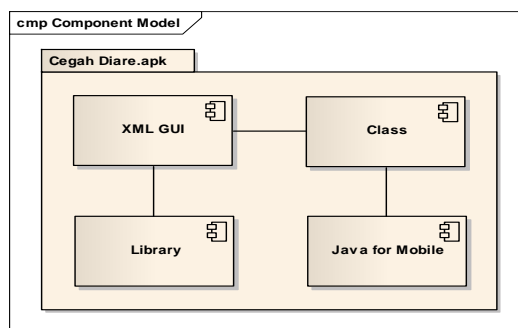 cmp Component Model
Cegah Diare.apk
XML GUI
Class
Library
Java for Mobile